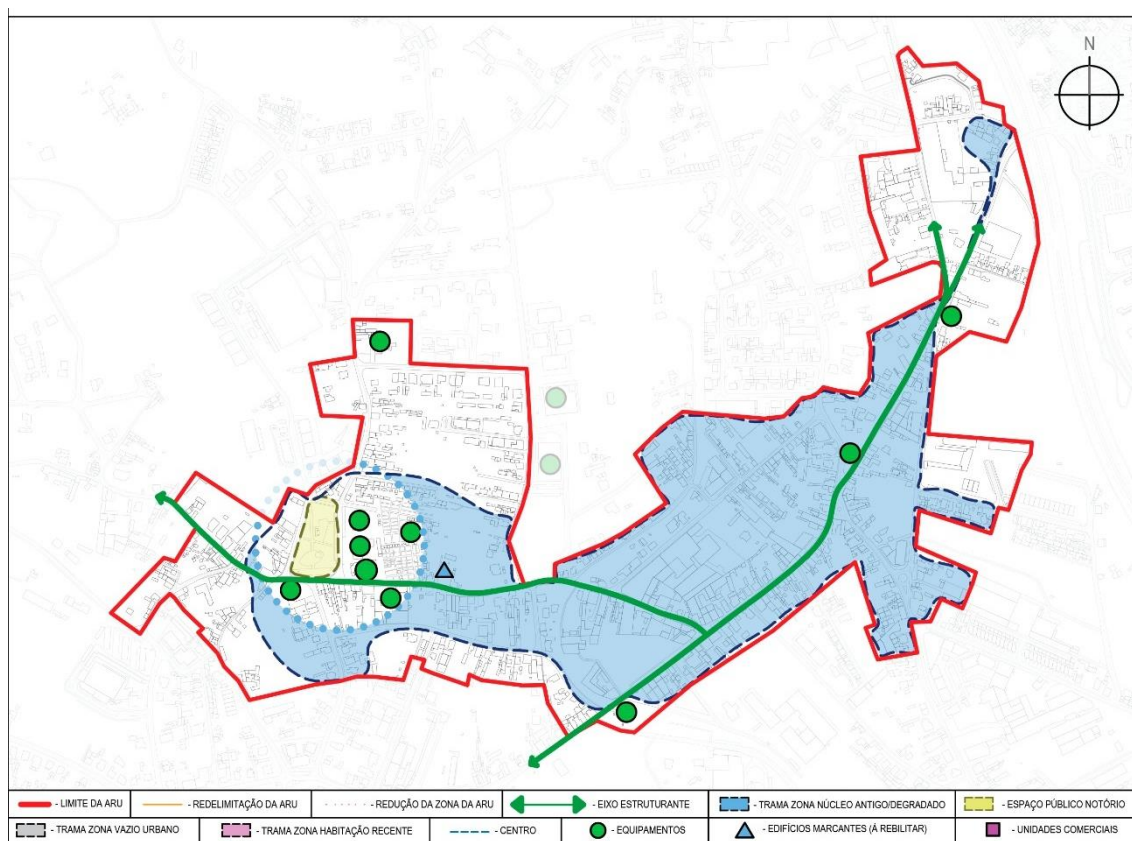 N
- LIMITE DA ARU - REDELIMITAÇÃO DA ARU - REDUÇÃO DA ZONA DA ARU - EIXO ESTRUTURANTE - TRAMA ZONA NÚCLEO ANTIGO/DEGRADADO - ESPAÇO PÚBLICO NOTÓRIO
- TRAMA ZONA VAZIO URBANO - TRAMA ZONA HABITAÇÃO RECENTE - CENTRO - EQUIPAMENTOS - EDIFÍCIOS MARCANTES (Á REBILITAR) - UNIDADES COMERCIAIS